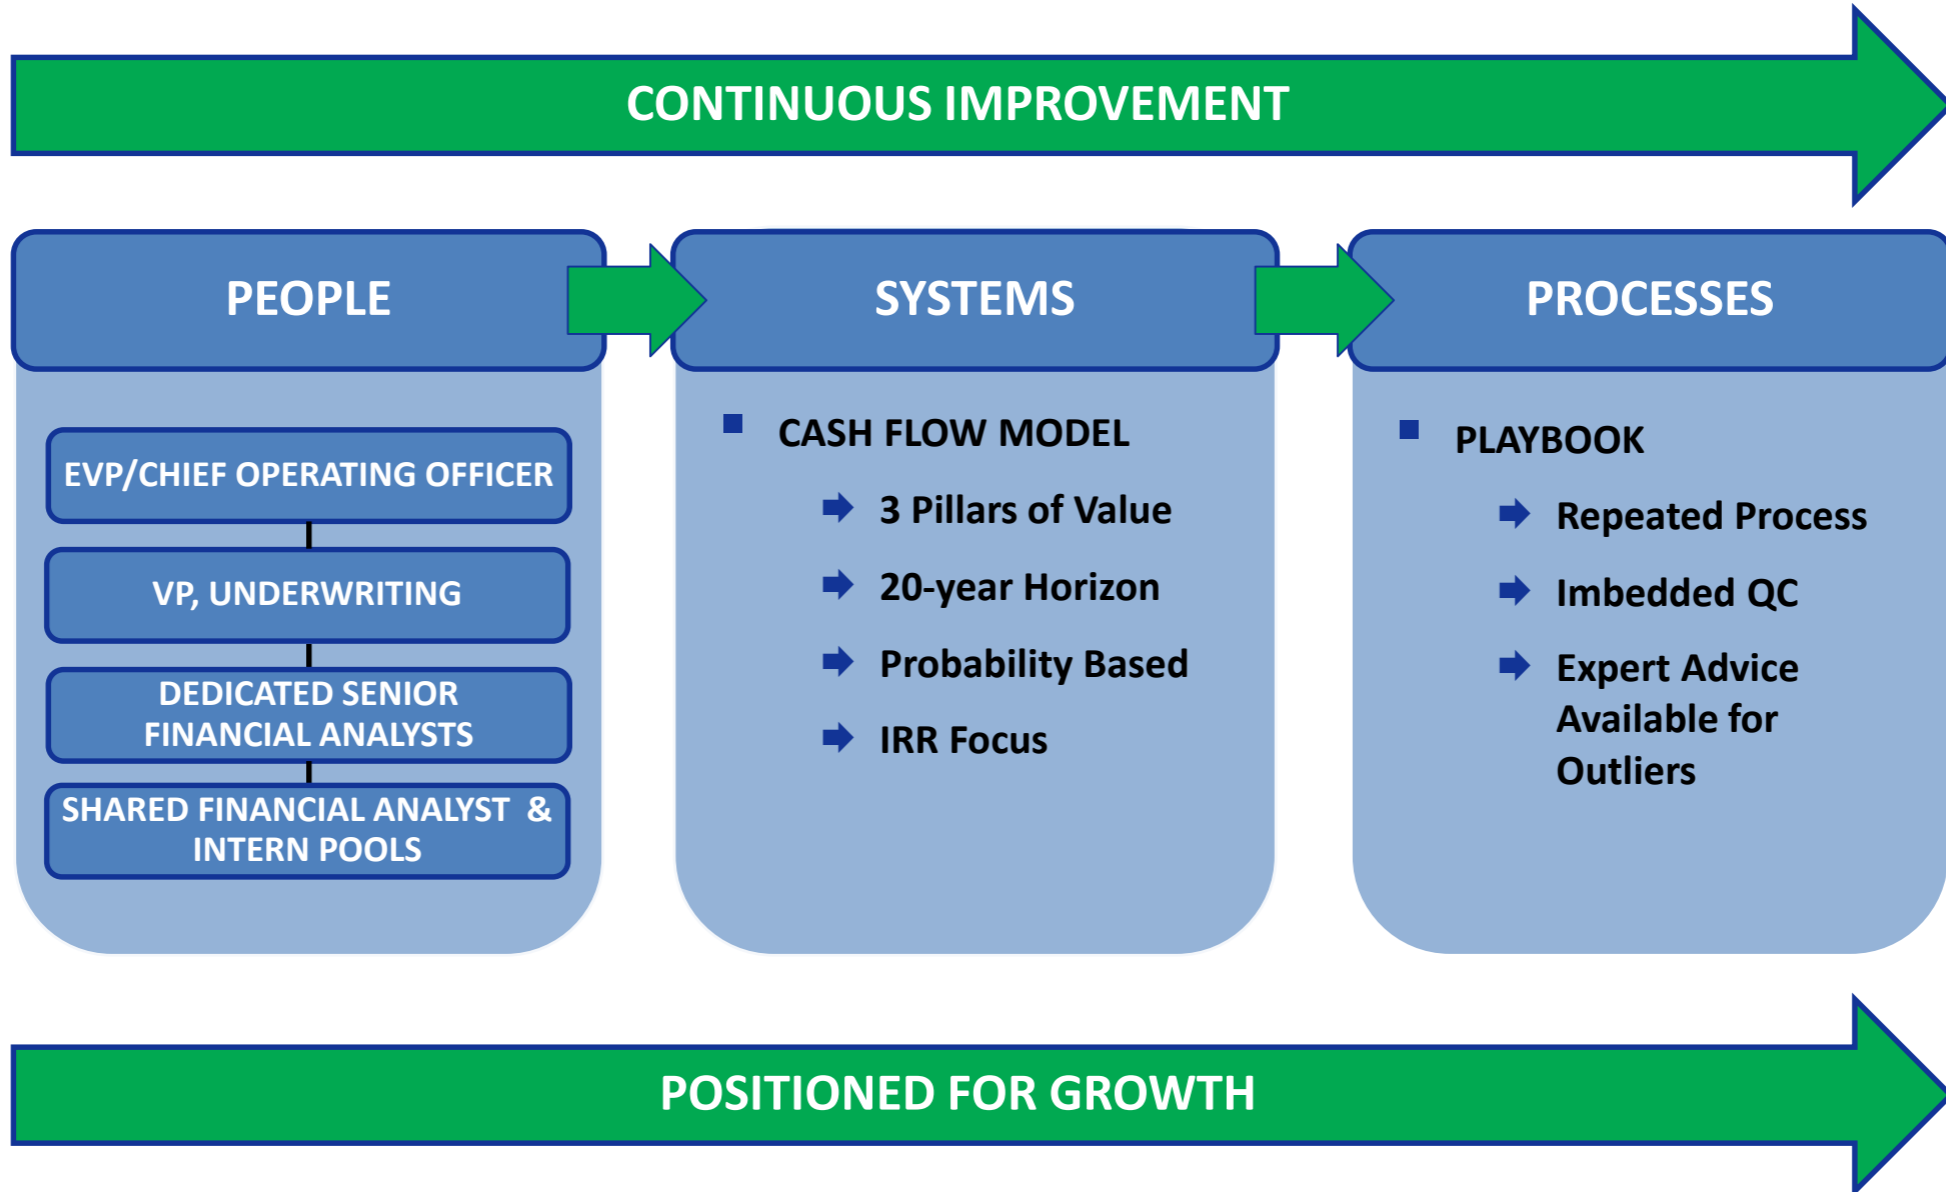 CONTINUOUS IMPROVEMENT
PEOPLE
EVP/CHIEF OPERATING OFFICER
VP, UNDERWRITING
DEDICATED SENIOR
FINANCIAL ANALYSTS
SHARED FINANCIAL ANALYST &
INTERN POOLS
SYSTEMS
CASH FLOW MODEL
3 Pillars of Value
20-year Horizon
Probability Based
IRR Focus
PROCESSES
PLAYBOOK
Repeated Process
Imbedded QC
Expert Advice
Available for
Outliers
POSITIONED FOR GROWTH